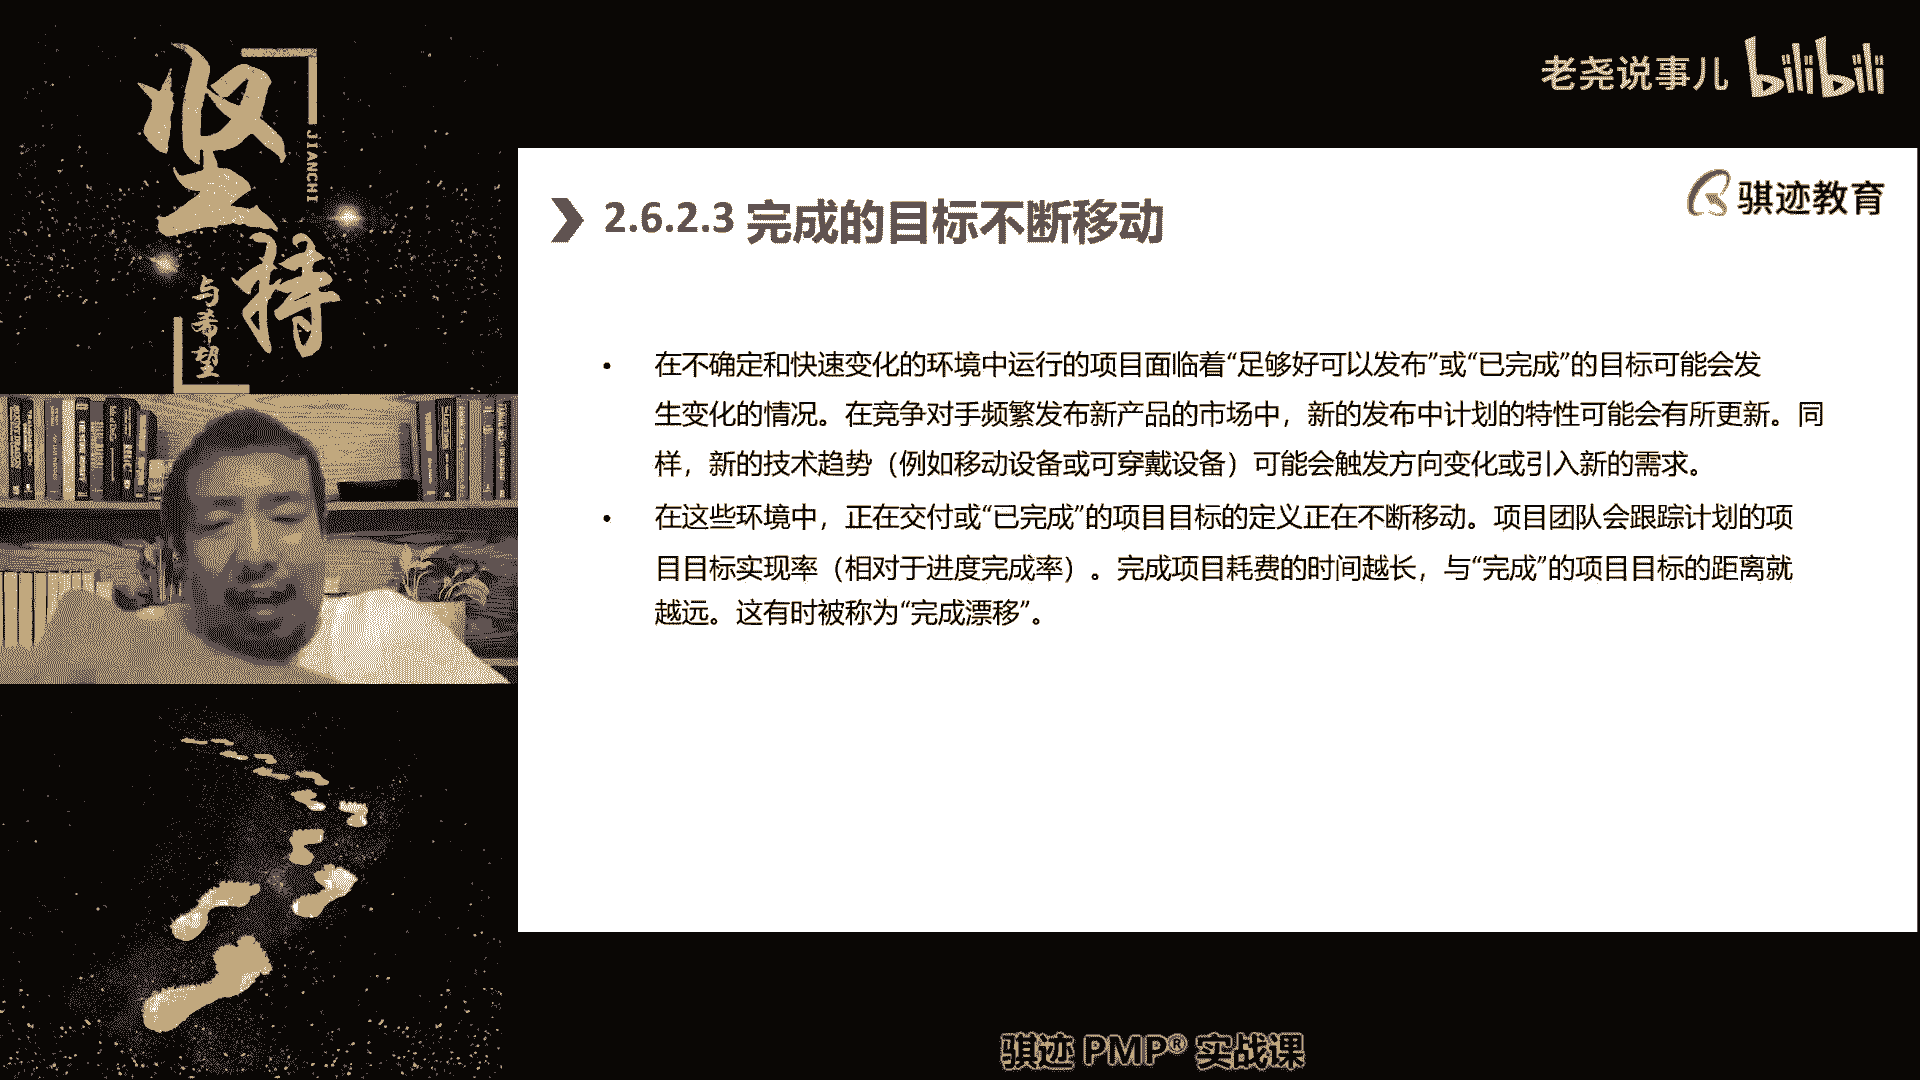 坚持
JIANCHI
与希望
老尧说事儿 bilibili
骐迹教育
2.6.2.3 完成的目标不断移动
• 在不确定和快速变化的环境中运行的项目面临着“足够好可以发布”或“已完成”的目标可能会发
生变化的情况。在竞争对手频繁发布新产品的市场中，新的发布中计划的特性可能会有所更新。同
样，新的技术趋势（例如移动设备或可穿戴设备）可能会触发方向变化或引入新的需求。
• 在这些环境中，正在交付或“已完成”的项目目标的定义正在不断移动。项目团队会跟踪计划的项
目目标实现率（相对于进度完成率）。完成项目耗费的时间越长，与“完成”的项目目标的距离就
越远。这有时被称为“完成漂移”。
骐迹 PMP® 实战课